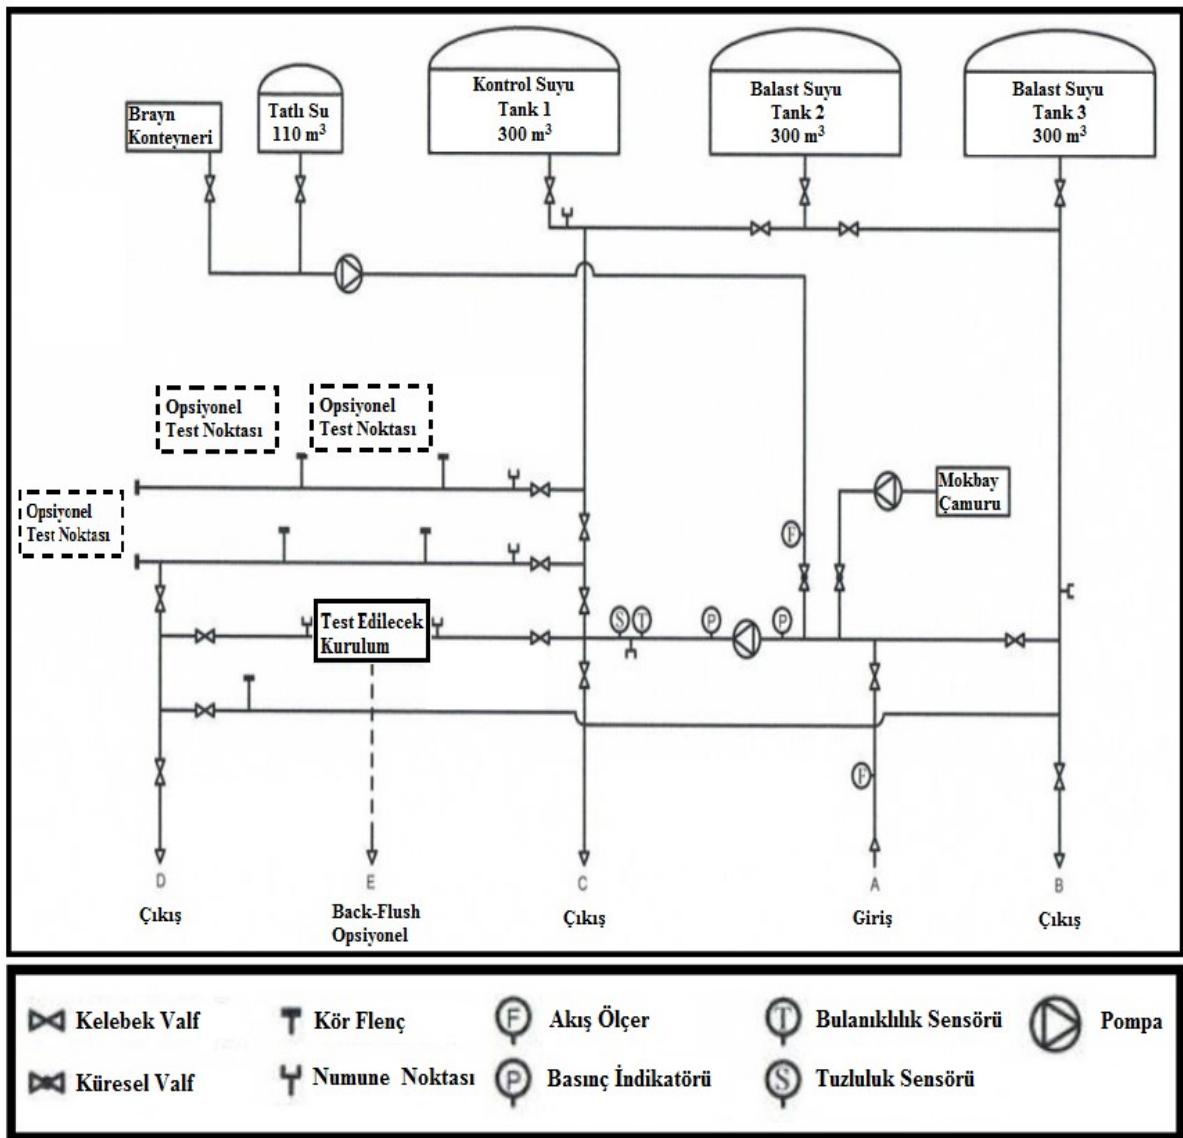 Kontrol Suyu
Tank 1
300 m³
Balast Suyu
Tank 2
300 m³
Balast Suyu
Tank 3
300 m³
Brayn
Konteyneri
Tatlı Su
110 m³
Opsiyonel
Test Noktası
Opsiyonel
Test Noktası
Opsiyonel
Test Noktası
Mokbay
Çamuru
F
Test Edilecek
Kurulum
S
T
P
P
F
D
E
C
A
B
Çıkış
Back-Flush
Opsiyonel
Çıkış
Giriş
Çıkış
Kelebek Valf
Kör Flenç
F
Akış Ölçer
T
Bulanıklılık Sensörü
Pompa
Küresel Valf
Numune Noktası
P
Basınç İndikatörü
S
Tuzluluk Sensörü